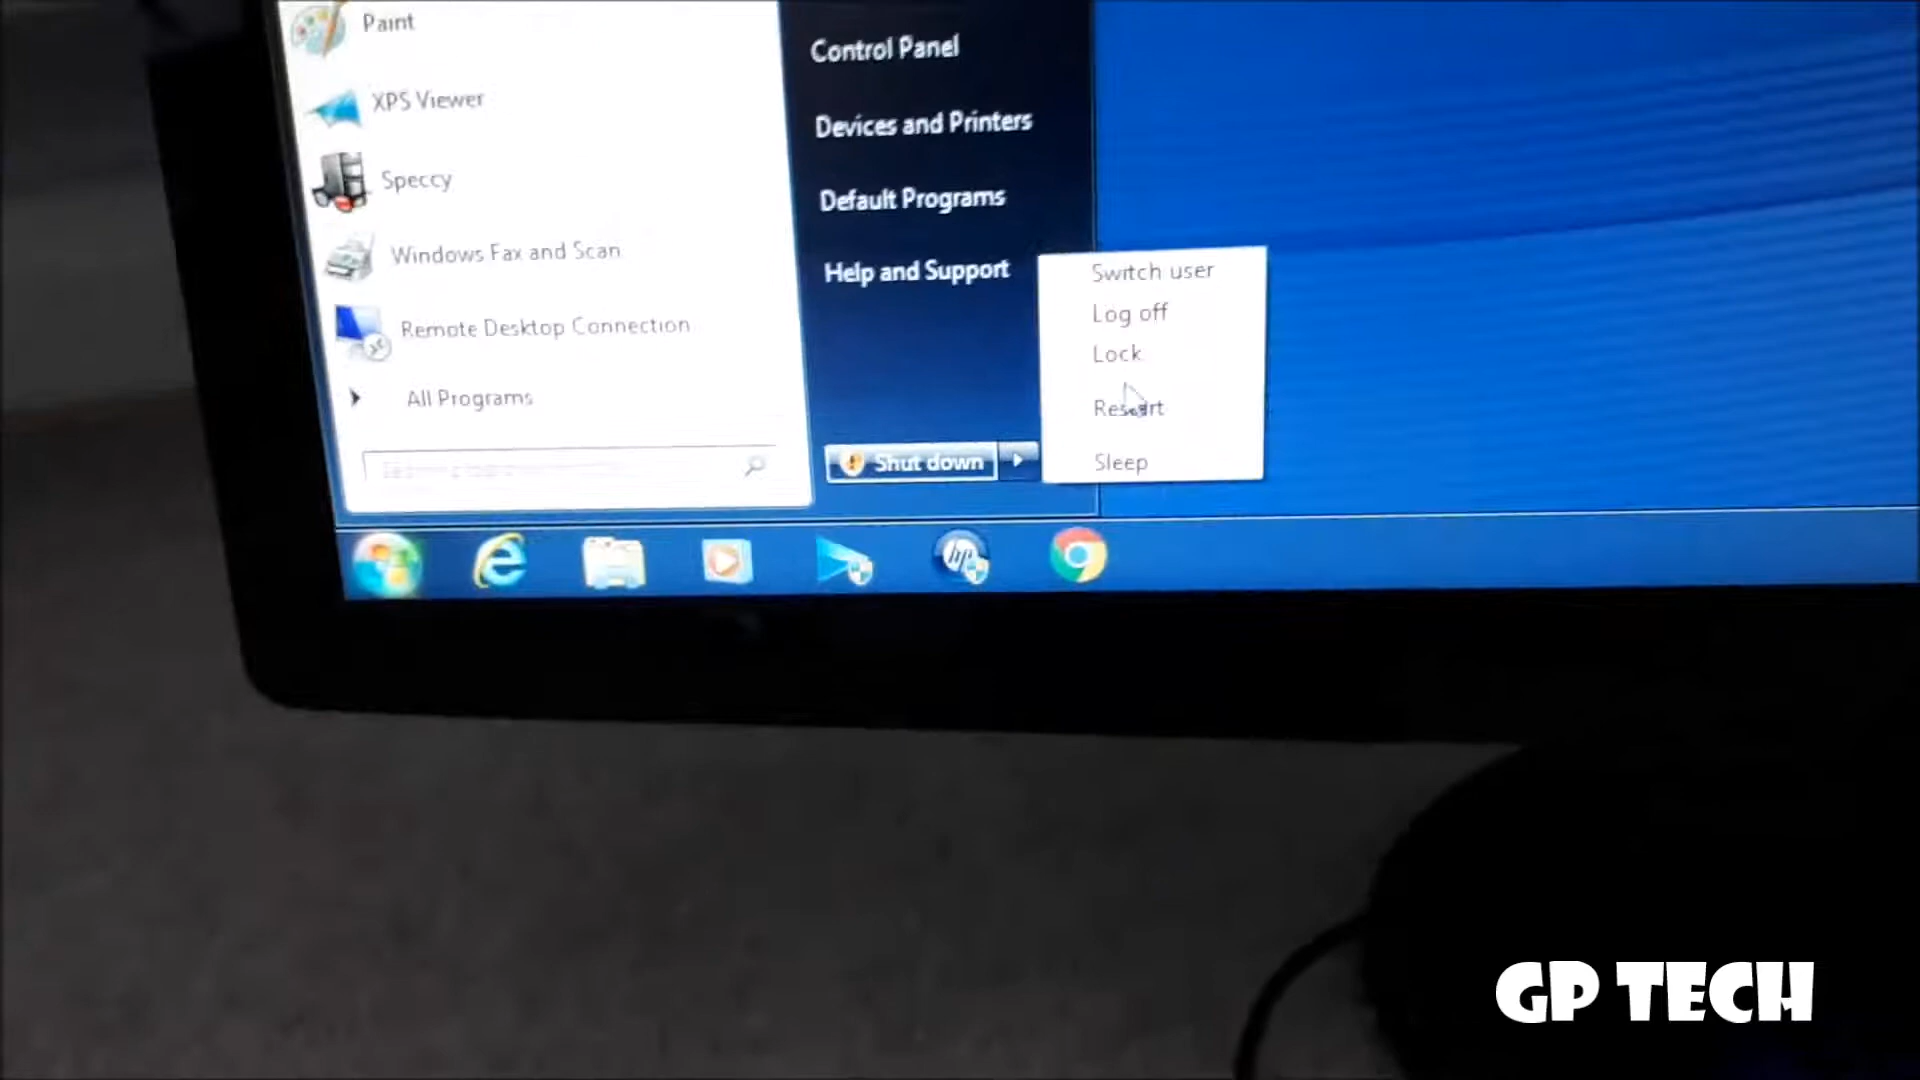 Paint
XPS Viewer
Speccy
Windows Fax and Scan
Remote Desktop Connection
All Programs
Control Panel
Devices and Printers
Default Programs
Help and Support
Shut down
Switch user
Log off
Lock
Restart
Sleep
hp
GP TECH